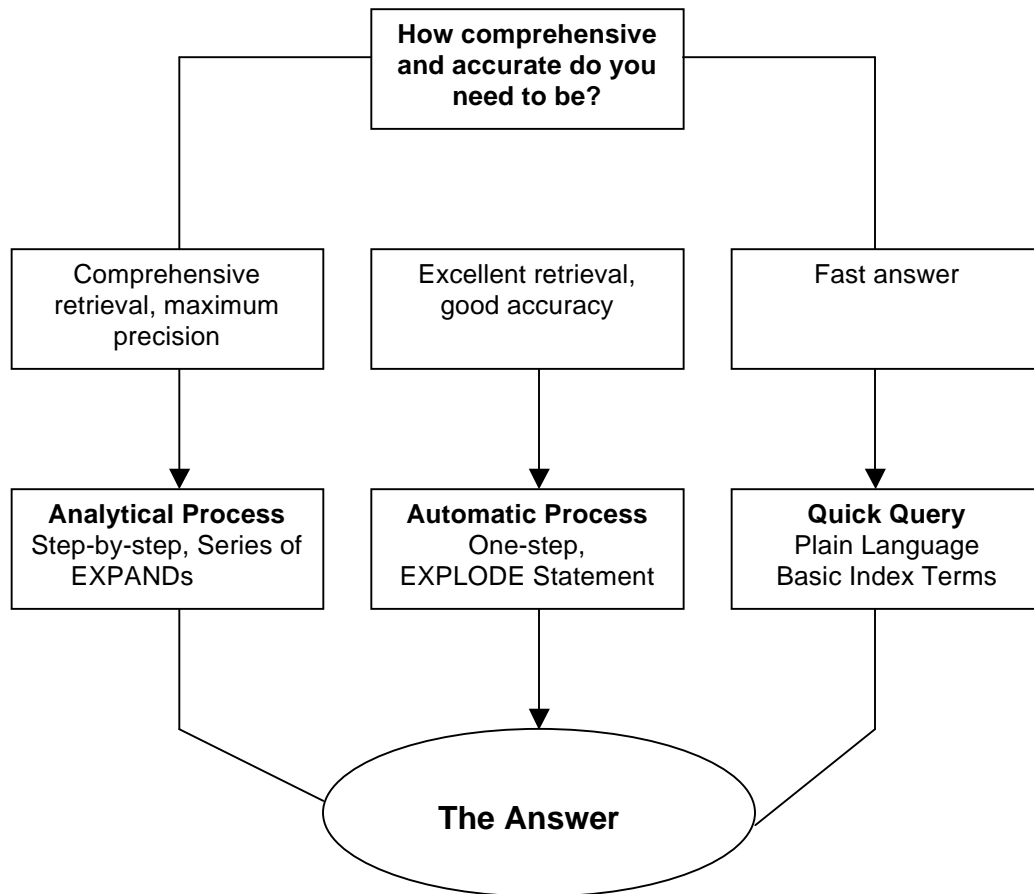 How comprehensive
and accurate do you
need to be?
Comprehensive
retrieval, maximum
precision
Excellent retrieval,
good accuracy
Fast answer
Analytical Process
Step-by-step, Series of
EXPANDs
Automatic Process
One-step,
EXPLODE Statement
Quick Query
Plain Language
Basic Index Terms
The Answer